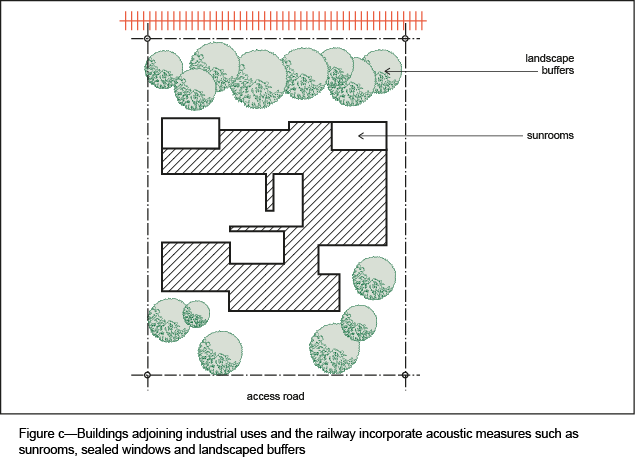 landscape
buffers
sunrooms
access road
Figure c—Buildings adjoining industrial uses and the railway incorporate acoustic measures such as
sunrooms, sealed windows and landscaped buffers